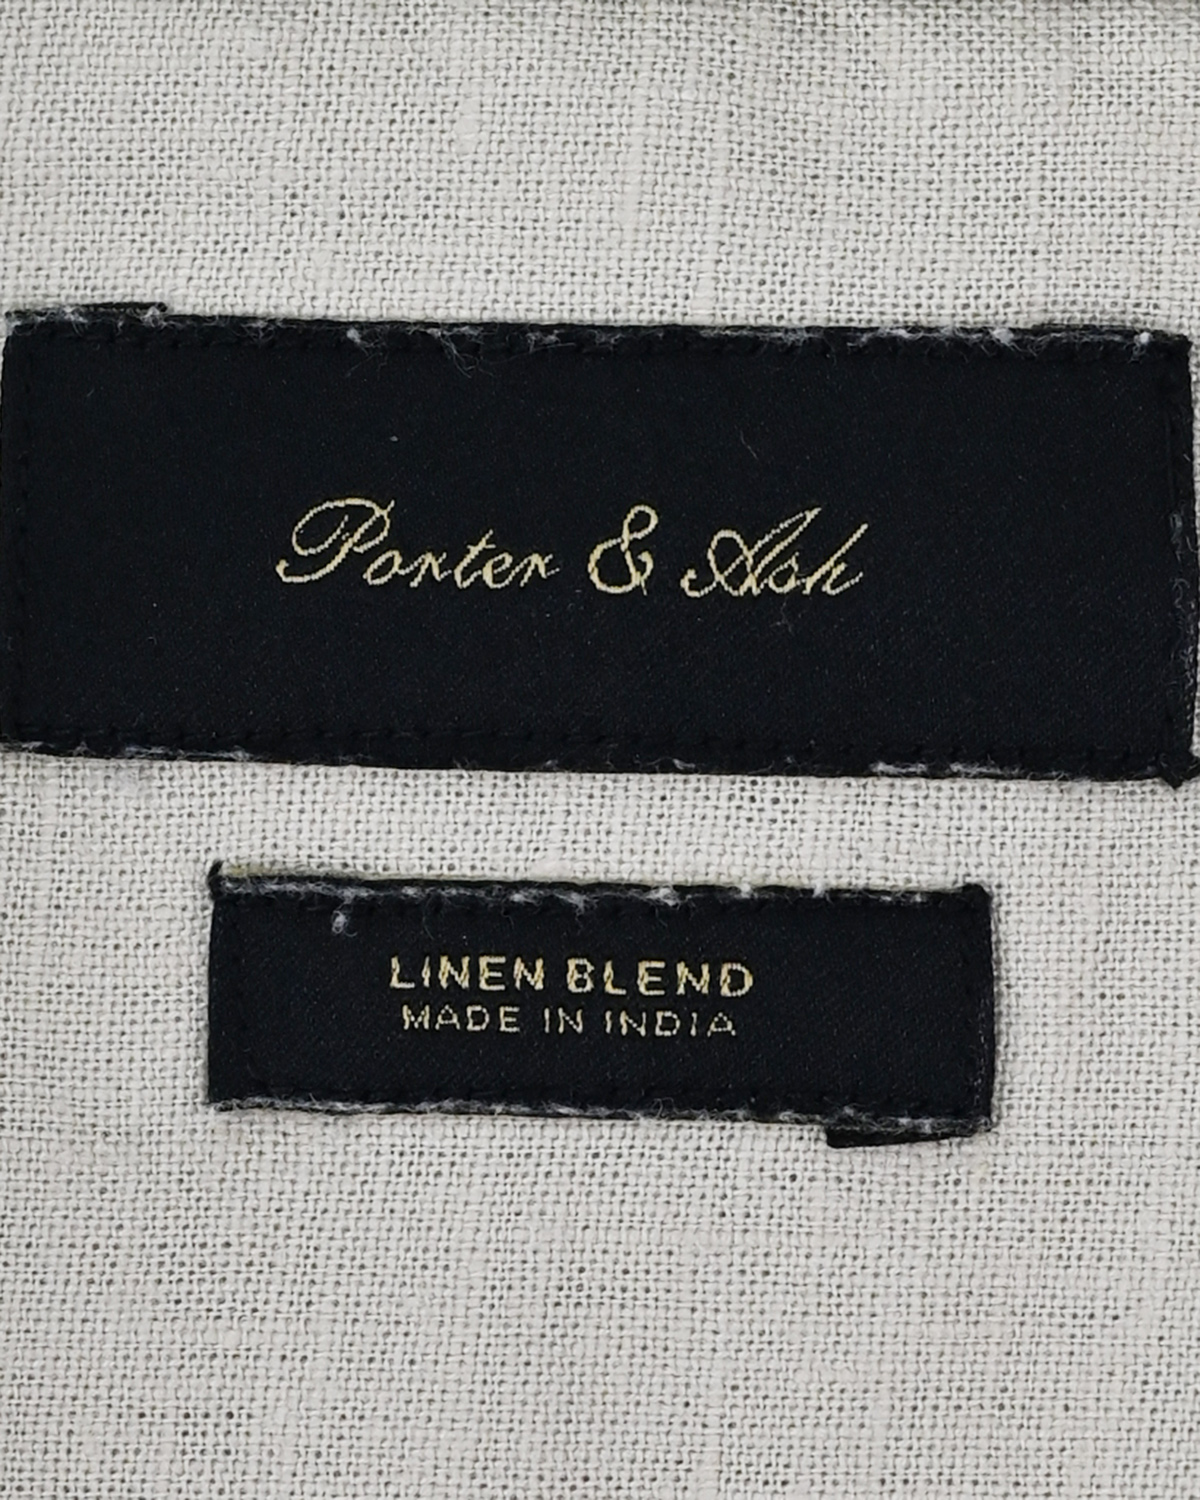 Porter & Ash
LINEN BLEND
MADE IN INDIA